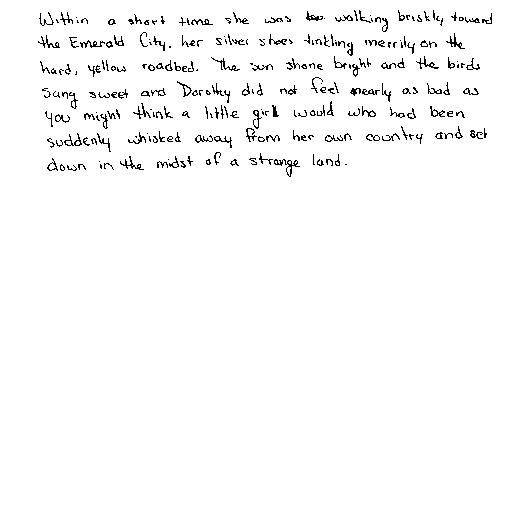 Within a short time she was walking briskly toward
the Emerald City, her silver shoes tinkling merrily on the
hard, yellow roadbed. The sun shone bright and the birds
sang sweet and Dorothy did not feel nearly as bad as
you might think a little girl would who had been
suddenly whisked away from her own country and set
down in the midst of a strange land.